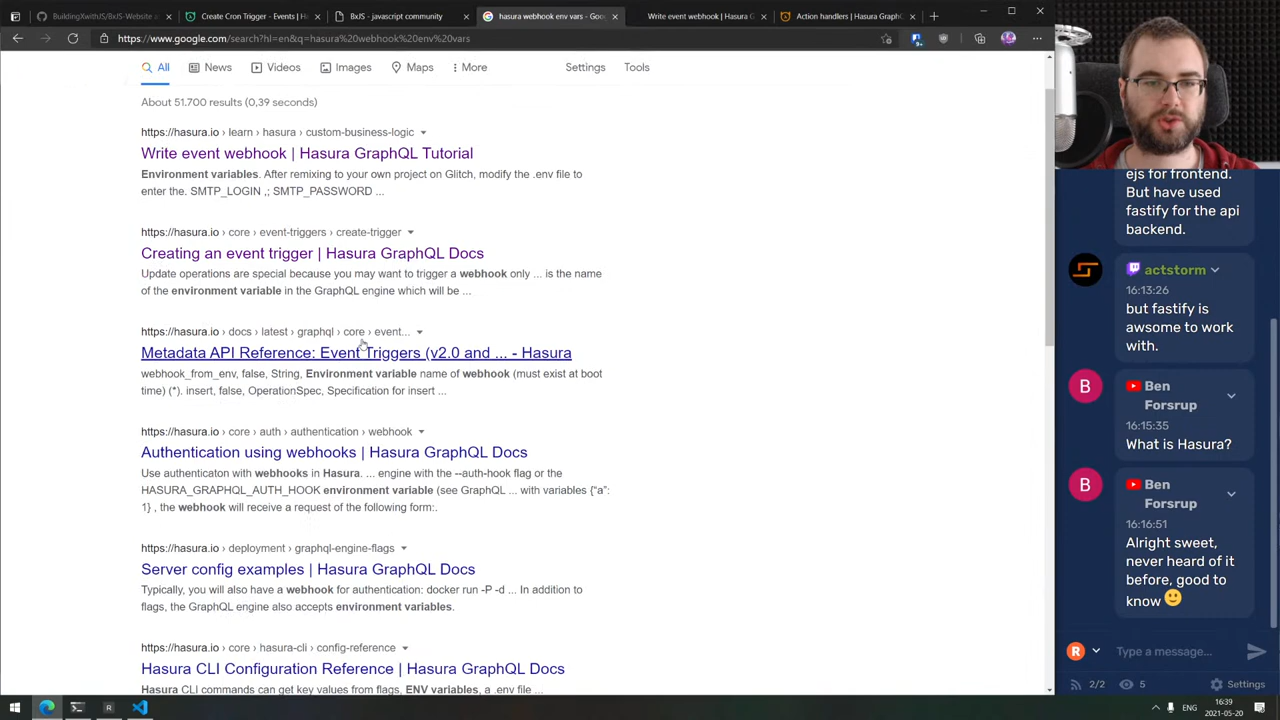 BuildingXwithJS/BxJS-Website a
Create Cron Trigger - Events | H
BxJS - javascript community
hasura webhook env vars - Goo
Write event webhook | Hasura G
Action handlers | Hasura GraphQ
https://www.google.com/search?hl=en&q=hasura%20webhook%20env%20vars
All
News
Videos
Images
Maps
More
Settings
Tools
About 51.700 results (0,39 seconds)
https://hasura.io › learn › hasura › custom-business-logic
Write event webhook | Hasura GraphQL Tutorial
Environment variables. After remixing to your own project on Glitch, modify the .env file to
enter the. SMTP_LOGIN ,; SMTP_PASSWORD ...
https://hasura.io › core › event-triggers › create-trigger
Creating an event trigger | Hasura GraphQL Docs
Update operations are special because you may want to trigger a webhook only ... is the name
of the environment variable in the GraphQL engine which will be ...
https://hasura.io › docs › latest › graphql › core › event...
Metadata API Reference: Event Triggers (v2.0 and ... - Hasura
webhook_from_env, false, String, Environment variable name of webhook (must exist at boot
time) (*). insert, false, OperationSpec, Specification for insert ...
https://hasura.io › core › auth › authentication › webhook
Authentication using webhooks | Hasura GraphQL Docs
Use authenticaton with webhooks in Hasura. ... engine with the --auth-hook flag or the
HASURA_GRAPHQL_AUTH_HOOK environment variable (see GraphQL ... with variables {"a":
1} , the webhook will receive a request of the following form:.
https://hasura.io › deployment › graphql-engine-flags
Server config examples | Hasura GraphQL Docs
Typically, you will also have a webhook for authentication: docker run -P -d ... In addition to
flags, the GraphQL engine also accepts environment variables.
https://hasura.io › core › hasura-cli › config-reference
Hasura CLI Configuration Reference | Hasura GraphQL Docs
Hasura CLI commands can get key values from flags, ENV variables, a .env file ...
ejs for frontend.
But have used
fastify for the api
backend.
actstorm
16:13:26
but fastify is
awsome to work
with.
B
Ben
Forsrup
16:15:35
What is Hasura?
B
Ben
Forsrup
16:16:51
Alright sweet,
never heard of it
before, good to
know
R
Type a message...
2/2
5
Settings
ENG
16:39
2021-05-20